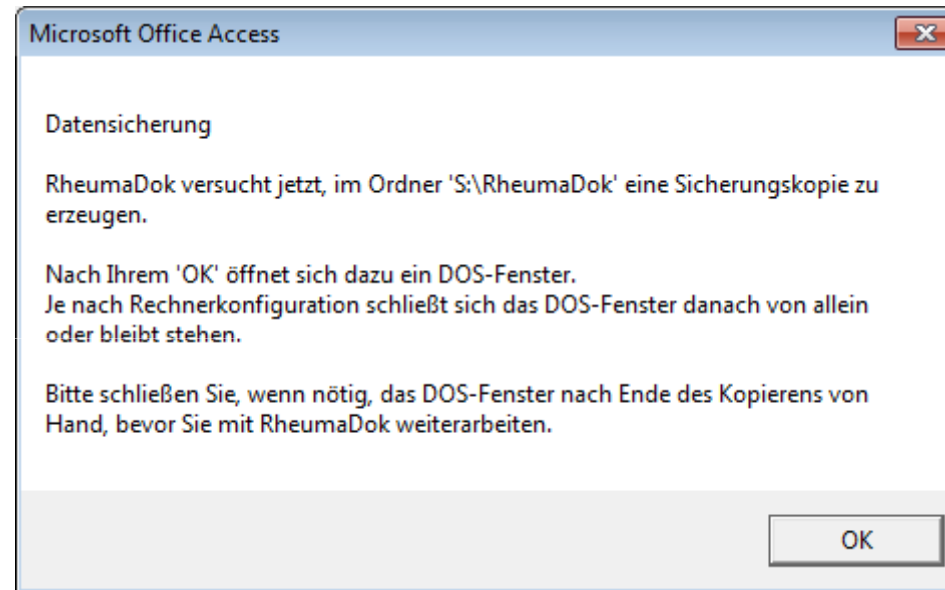 Microsoft Office Access
Datensicherung
RheumaDok versucht jetzt, im Ordner 'S:\RheumaDok' eine Sicherungskopie zu
erzeugen.
Nach Ihrem 'OK' öffnet sich dazu ein DOS-Fenster.
Je nach Rechnerkonfiguration schließt sich das DOS-Fenster danach von allein
oder bleibt stehen.
Bitte schließen Sie, wenn nötig, das DOS-Fenster nach Ende des Kopierens von
Hand, bevor Sie mit RheumaDok weiterarbeiten.
OK